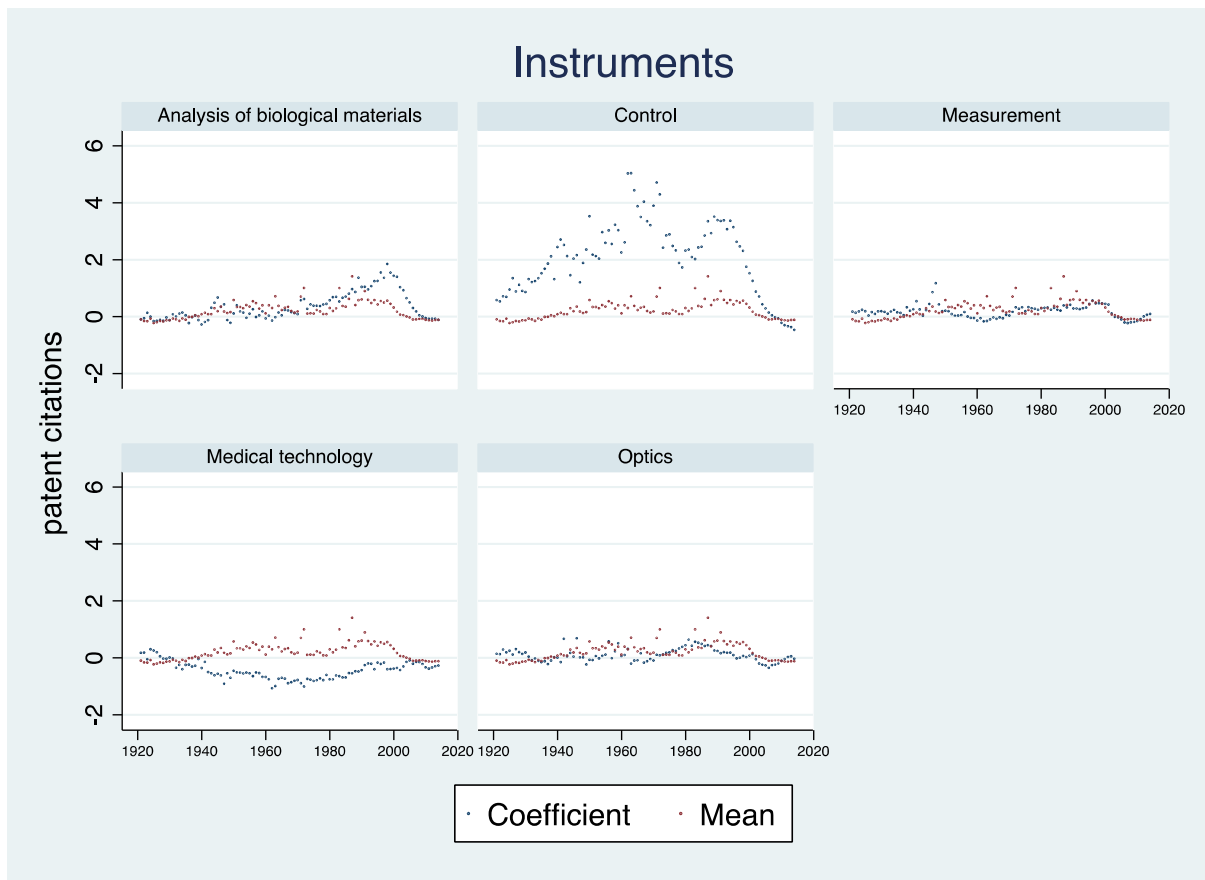 Instruments
Analysis of biological materials
Control
Measurement
6
4
2
0
-2
1920 1940 1960 1980 2000 2020
patent citations
Medical technology
Optics
6
4
2
0
-2
1920 1940 1960 1980 2000 2020
1920 1940 1960 1980 2000 2020
Coefficient
Mean